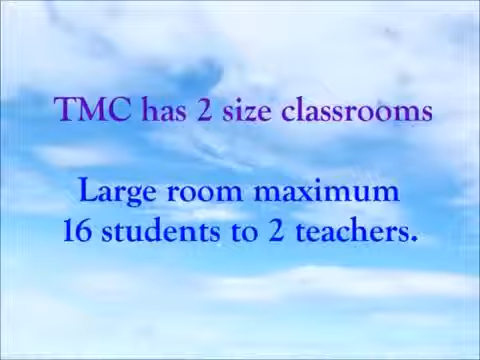 TMC has 2 size classrooms
Large room maximum
16 students to 2 teachers.